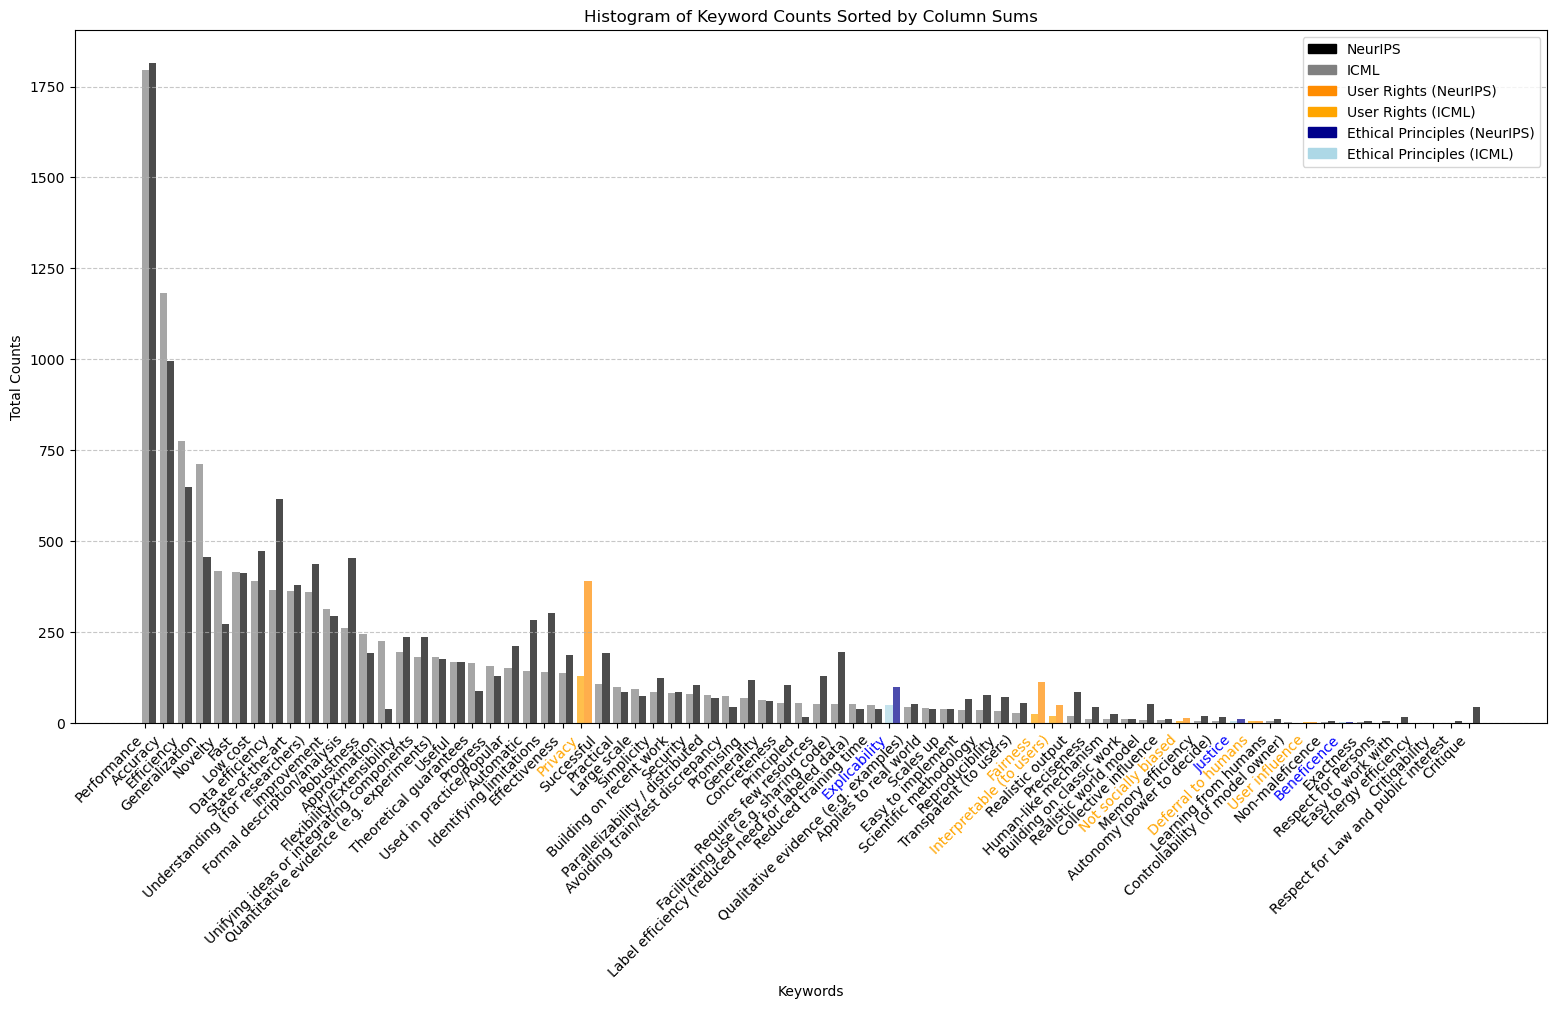 Histogram of Keyword Counts Sorted by Column Sums
NeurIPS
ICML
User Rights (NeurIPS)
User Rights (ICML)
Ethical Principles (NeurIPS)
Ethical Principles (ICML)
Total Counts
1750
1500
1250
1000
750
500
250
0
Performance
Accuracy
Efficiency
Generalization
Novelty
Fast
Low cost
Data efficiency
State-of-the-art
Understanding (for researchers)
Improvement
Formal description/analysis
Robustness
Approximation
Flexibility/Extensibility
Unifying ideas or integrating components
Quantitative evidence (e.g. experiments)
Useful
Theoretical guarantees
Progress
Used in practice/Popular
Automatic
Identifying limitations
Effectiveness
Privacy
Successful
Practical
Large scale
Simplicity
Building on recent work
Security
Parallelizability / distributed
Avoiding train/test discrepancy
Promising
Generality
Concreteness
Principled
Requires few resources
Facilitating use (e.g. sharing code)
Label efficiency (reduced need for labeled data)
Reduced training time
Explicability
Qualitative evidence (e.g. examples)
Applies to real world
Scales up
Easy to implement
Scientific methodology
Reproducibility
Transparent (to users)
Fairness
Interpretable (to users)
Realistic output
Preciseness
Human-like mechanism
Building on classic work
Realistic world model
Collective influence
Not socially biased
Memory efficiency
Autonomy (power to decide)
Justice
Deferral to humans
Learning from humans
Controllability (of model owner)
User influence
Non-maleficence
Beneficence
Exactness
Respect for Persons
Easy to work with
Energy efficiency
Critiqability
Respect for Law and public interest
Critique
Keywords